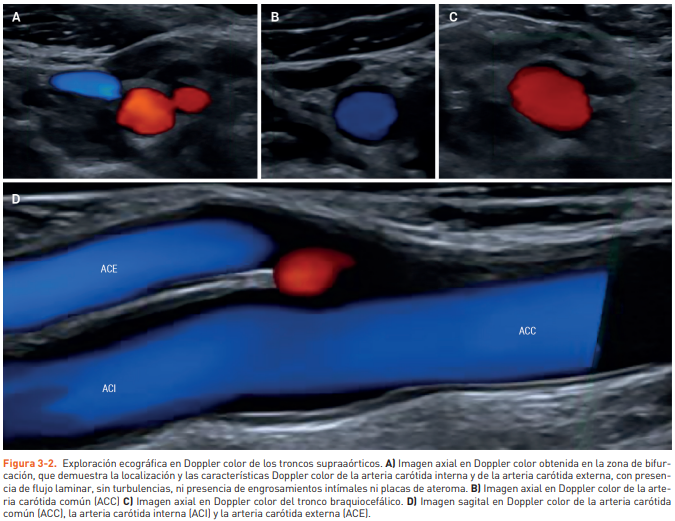 A
B
C
D
ACE
ACC
ACI
Figura 3-2. Exploración ecográfica en Doppler color de los troncos supraaórticos. A) Imagen axial en Doppler color obtenida en la zona de bifur-
cación, que demuestra la localización y las características Doppler color de la arteria carótida interna y de la arteria carótida externa, con presen-
cia de flujo laminar, sin turbulencias, ni presencia de engrosamientos intímales ni placas de ateroma. B) Imagen axial en Doppler color de la arte-
ria carótida común (ACC) C) Imagen axial en Doppler color del tronco braquiocefálico. D) Imagen sagital en Doppler color de la arteria carótida
común (ACC), la arteria carótida interna (ACI) y la arteria carótida externa (ACE).